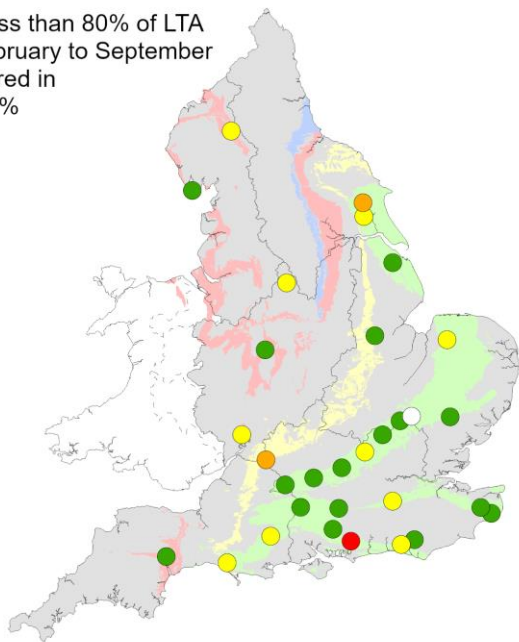 ss than 80% of LTA
bruary to September
red in
%